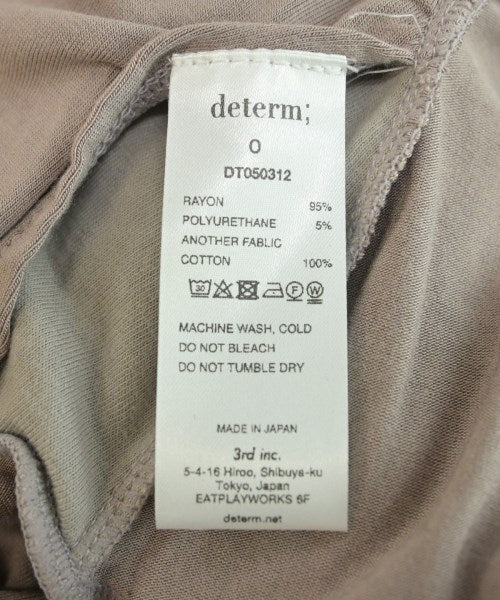 determ;
0
DT050312
RAYON 95%
POLYURETHANE 5%
ANOTHER FABLIC
COTTON 100%
30 F W
MACHINE WASH, COLD
DO NOT BLEACH
DO NOT TUMBLE DRY
MADE IN JAPAN
3rd inc.
5-4-16 Hiroo, Shibuya-ku
Tokyo, Japan
EATPLAYWORKS 6F
determ.net